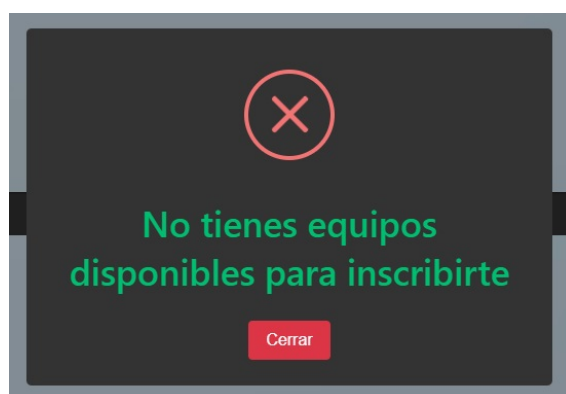 No tienes equipos
disponibles para inscribirte
Cerrar